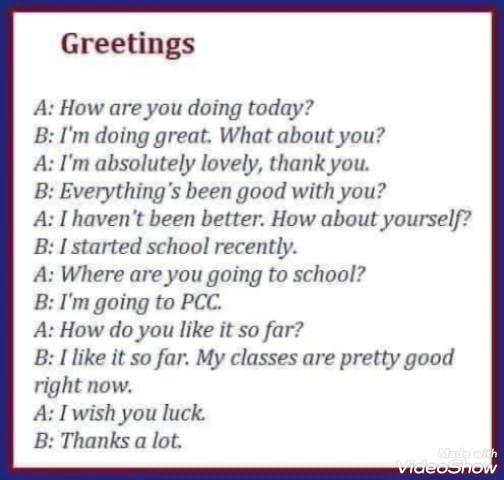 Greetings
A: How are you doing today?
B: I'm doing great. What about you?
A: I'm absolutely lovely, thank you.
B: Everything's been good with you?
A: I haven't been better. How about yourself?
B: I started school recently.
A: Where are you going to school?
B: I'm going to PCC.
A: How do you like it so far?
B: I like it so far. My classes are pretty good
right now.
A: I wish you luck.
B: Thanks a lot.
Made with
VideoShow